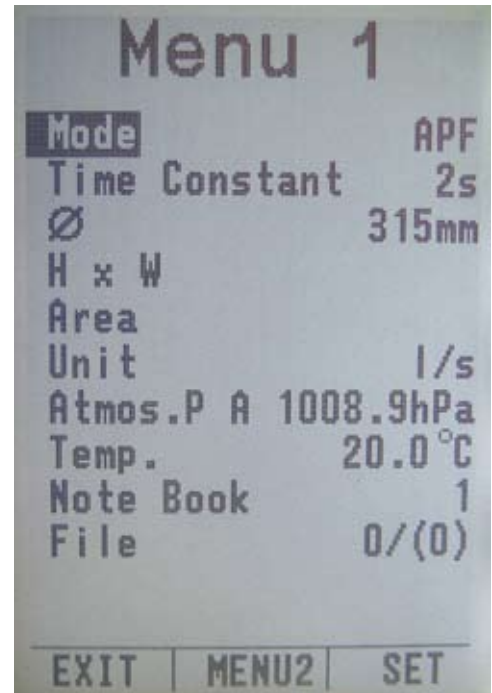 Menu 1
Mode APF
Time Constant 2s
Ø 315mm
H x W
Area
Unit l/s
Atmos.P A 1008.9hPa
Temp. 20.0°C
Note Book 1
File 0/(0)
EXIT | MENU2 | SET